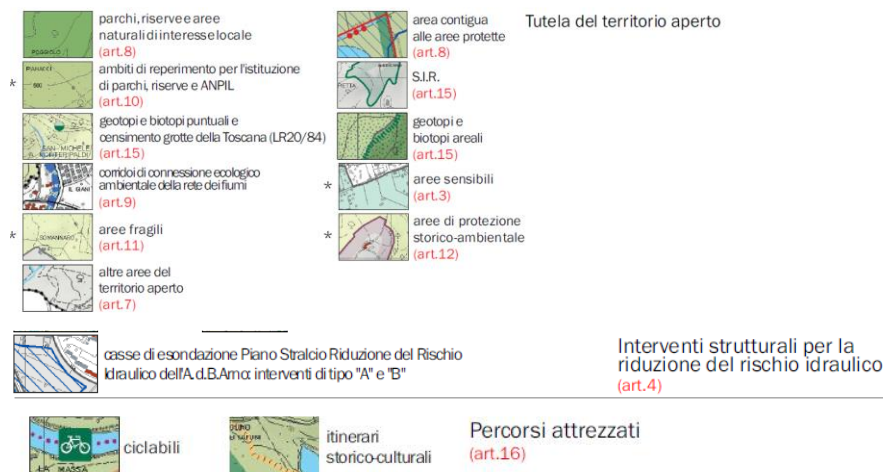 Tutela del territorio aperto
parchi, riserve e aree
naturali di interesse locale
(art.8)
area contigua
alle aree protette
(art.8)
*
ambiti di reperimento per l'istituzione
di parchi, riserve e ANPIL
(art.10)
S.I.R.
(art.15)
geotopi e biotopi puntuali e
censimento grotte della Toscana (LR20/84)
(art.15)
geotopi e
biotopi areali
(art.15)
corridoi di connessione ecologico
ambientale della rete dei fiumi
(art.9)
IL GIANI
*
aree sensibili
(art.3)
*
aree fragili
(art.11)
*
aree di protezione
storico-ambientale
(art.12)
altre aree del
territorio aperto
(art.7)
casse di esondazione Piano Stralcio Riduzione del Rischio
Idraulico dell'A.d.B.Arno: interventi di tipo "A" e "B"
Interventi strutturali per la
riduzione del rischio idraulico
(art.4)
ciclabili
LA MASSA
itinerari
storico-culturali
Percorsi attrezzati
(art.16)